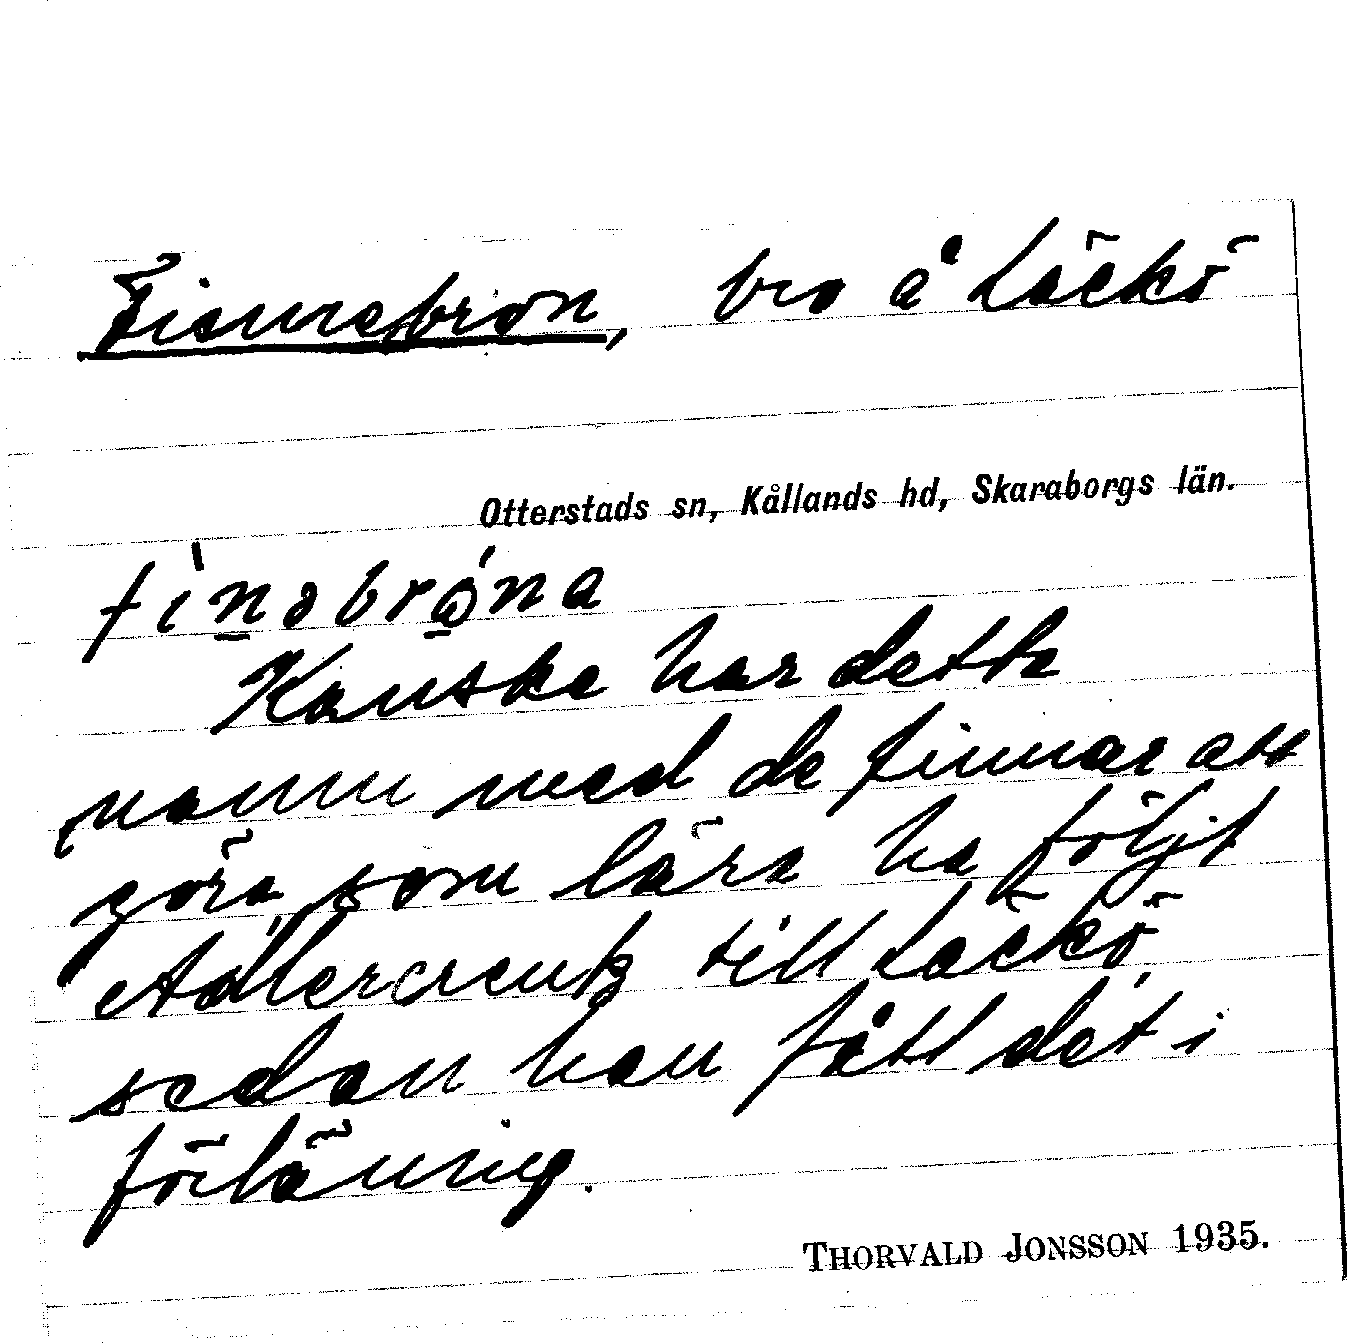 Finnebron, bro å Läckö
Otterstads sn, Kållands hd, Skaraborgs län.
Kanske har detta
namn med de finnar att
göra, som lära ha följt
Adlercreutz till Läckö,
sedan han fått det i
förläning.
THORVALD JONSSON 1935.